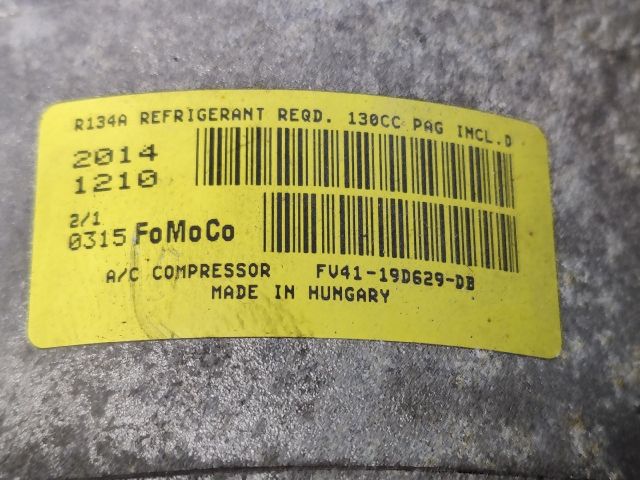 R134A REFRIGERANT REQD. 130CC PAG INCL.D
2014
1210
2/1
0315 FoMoCo
A/C COMPRESSOR FV41-19D629-DB
MADE IN HUNGARY